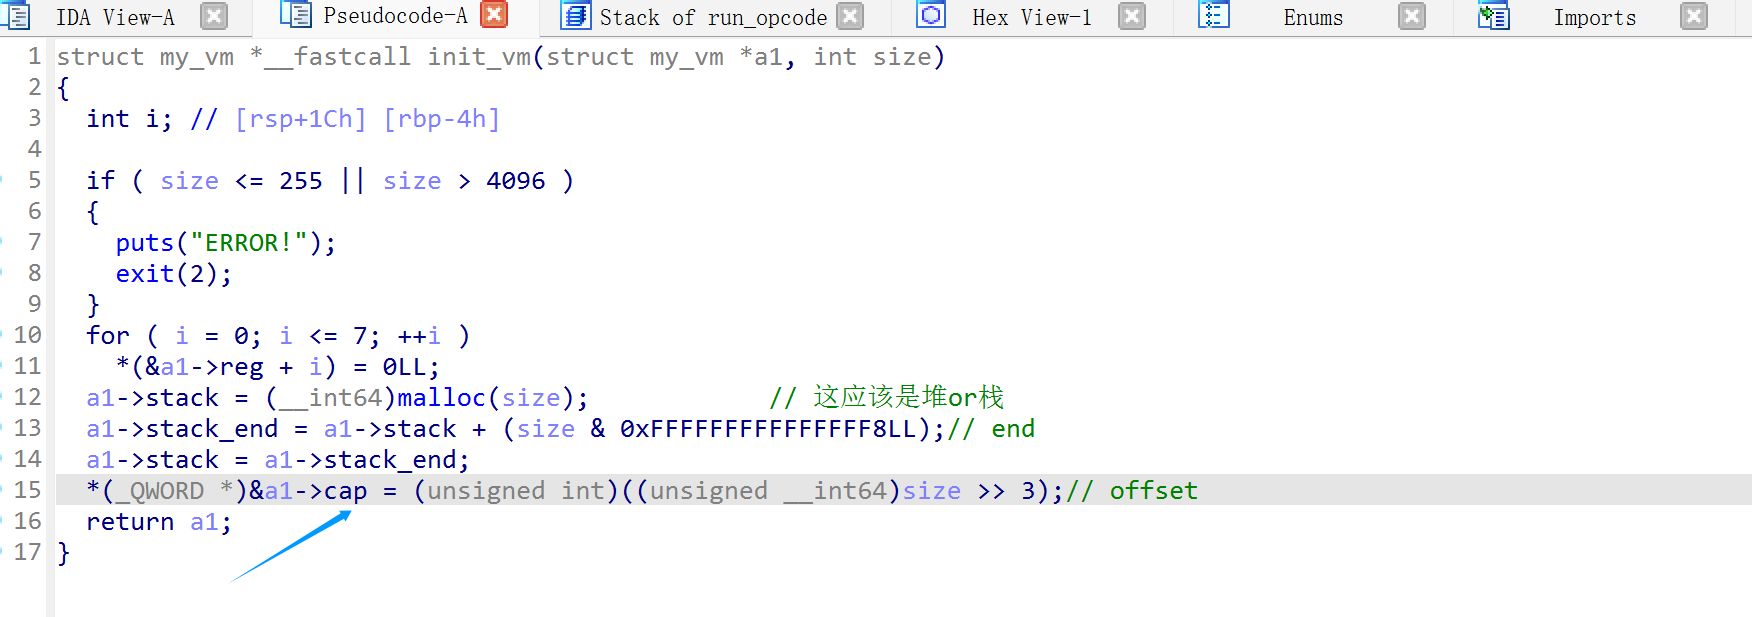 IDA View-A Pseudocode-A Stack of run_opcode Hex View-1 Enums Imports
1 struct my_vm *__fastcall init_vm(struct my_vm *a1, int size)
2 {
3   int i; // [rsp+1Ch] [rbp-4h]
4
5   if ( size <= 255 || size > 4096 )
6   {
7     puts("ERROR!");
8     exit(2);
9   }
10   for ( i = 0; i <= 7; ++i )
11     *(&a1->reg + i) = 0LL;
12   a1->stack = (__int64)malloc(size);            // 这应该是堆or栈
13   a1->stack_end = a1->stack + (size & 0xFFFFFFFFFFFFFFF8LL);// end
14   a1->stack = a1->stack_end;
15   *(_QWORD *)&a1->cap = (unsigned int)((unsigned __int64)size >> 3);// offset
16   return a1;
17 }